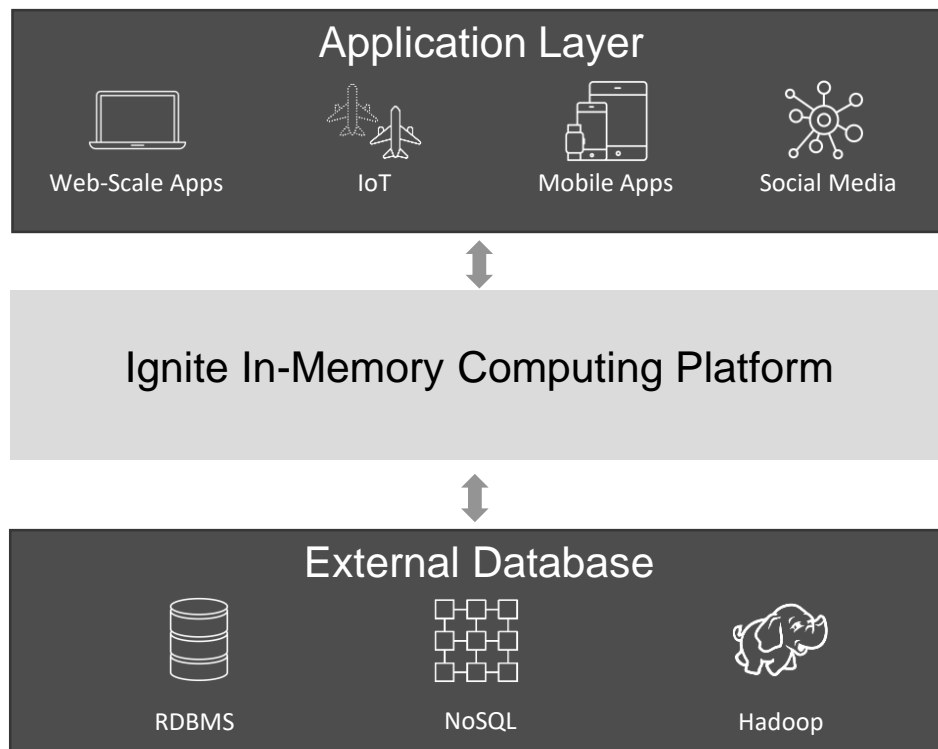 Application Layer
Web-Scale Apps IoT Mobile Apps Social Media
Ignite In-Memory Computing Platform
External Database
RDBMS NoSQL Hadoop